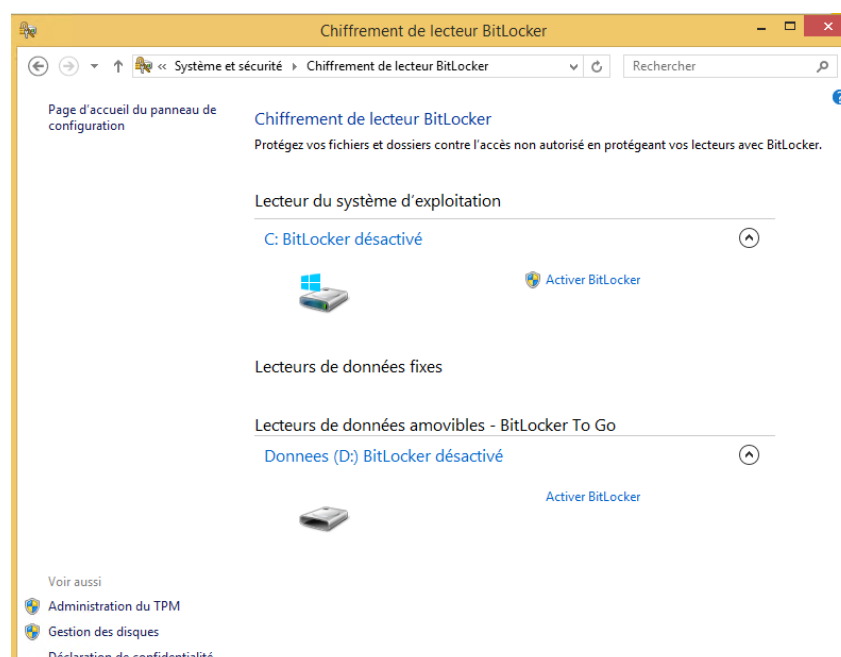 Chiffrement de lecteur BitLocker
« Système et sécurité ▸ Chiffrement de lecteur BitLocker
Rechercher
Page d'accueil du panneau de
configuration
Chiffrement de lecteur BitLocker
Protégez vos fichiers et dossiers contre l'accès non autorisé en protégeant vos lecteurs avec BitLocker.
Lecteur du système d'exploitation
C: BitLocker désactivé
Activer BitLocker
Lecteurs de données fixes
Lecteurs de données amovibles - BitLocker To Go
Donnees (D:) BitLocker désactivé
Activer BitLocker
Voir aussi
Administration du TPM
Gestion des disques
Déclaration de confidentialité